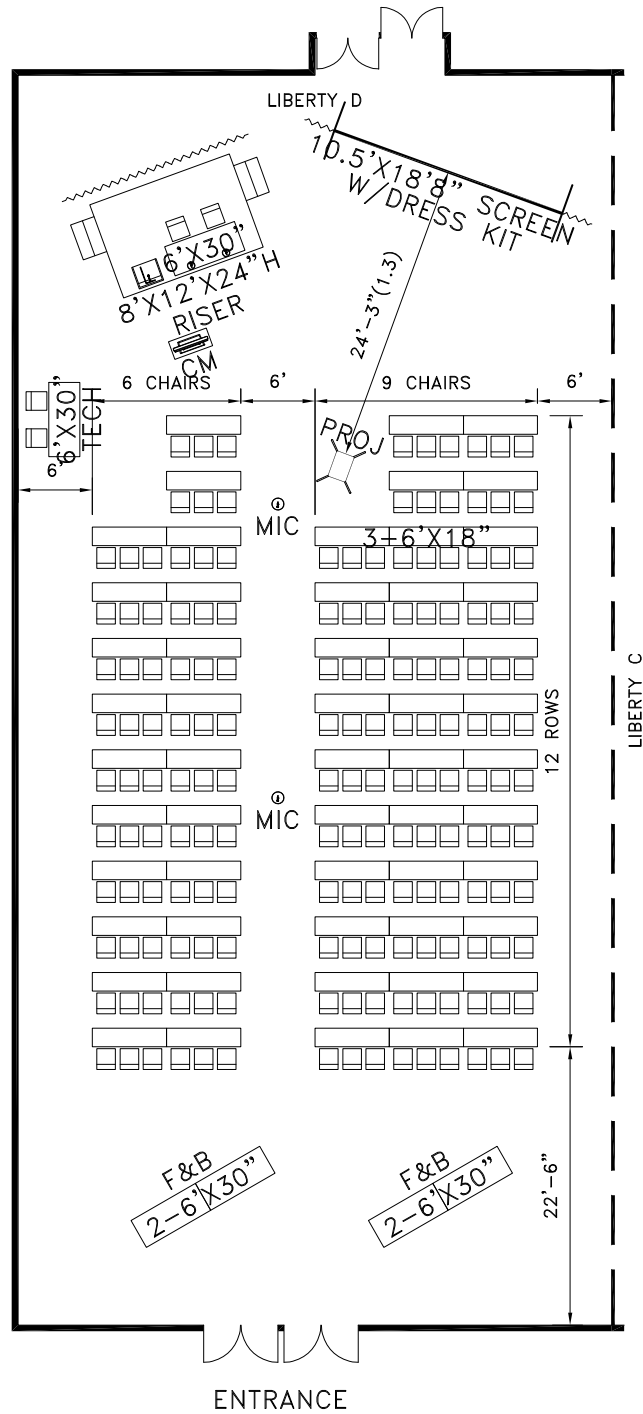 LIBERTY D
10.5'X18'8" SCREEN
W/DRESS KIT
6'X30"
8'X12'X24"H
RISER
CM
24'-3"(1.3)
6 CHAIRS
6'
9 CHAIRS
6'
6'X30"
TECH
6'
PROJ
MIC
3-6'X18"
LIBERTY C
12 ROWS
MIC
F&B
2-6'X30"
F&B
2-6'X30"
22'-6"
ENTRANCE